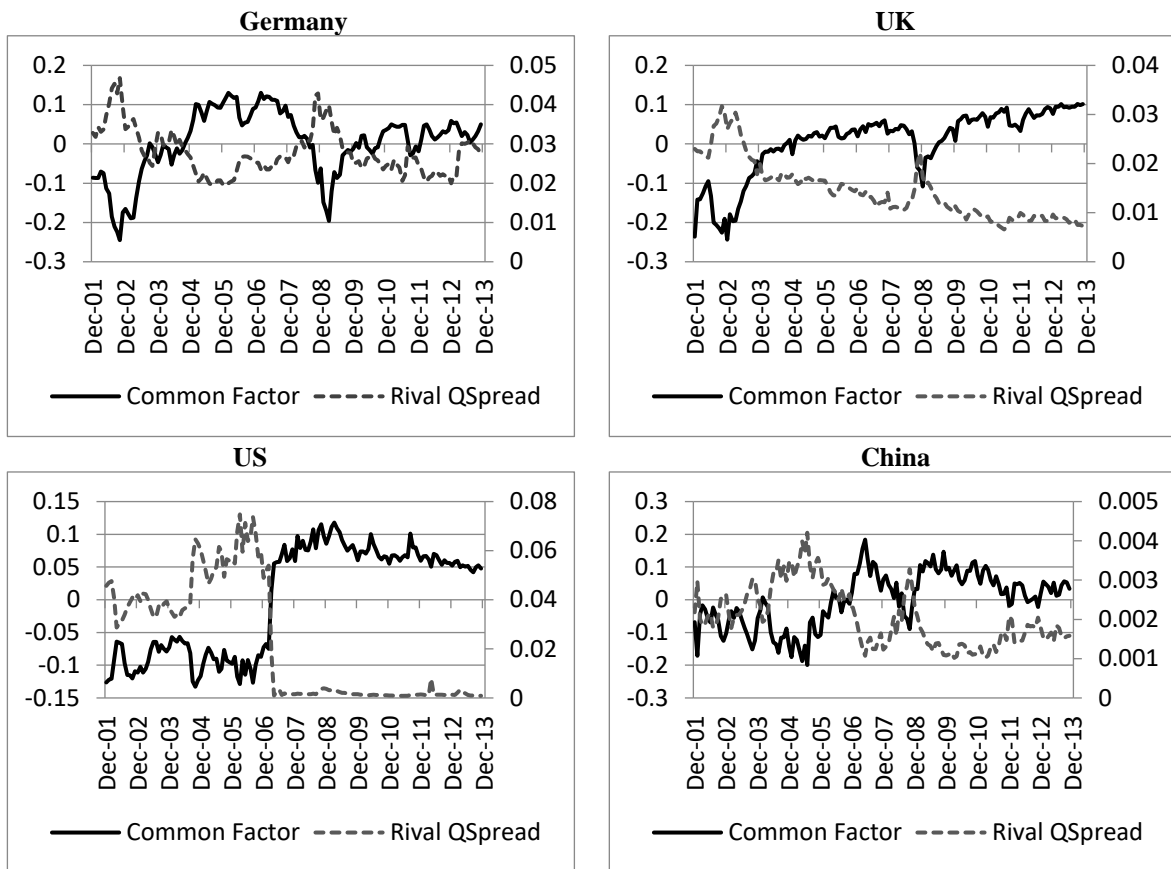 Germany
0.2
0.1
0
-0.1
-0.2
-0.3
0.05
0.04
0.03
0.02
0.01
0
Dec-01
Dec-02
Dec-03
Dec-04
Dec-05
Dec-06
Dec-07
Dec-08
Dec-09
Dec-10
Dec-11
Dec-12
Dec-13
Common Factor Rival QSpread
UK
0.2
0.1
0
-0.1
-0.2
-0.3
0.04
0.03
0.02
0.01
0
Dec-01
Dec-02
Dec-03
Dec-04
Dec-05
Dec-06
Dec-07
Dec-08
Dec-09
Dec-10
Dec-11
Dec-12
Dec-13
Common Factor Rival QSpread
US
0.15
0.1
0.05
0
-0.05
-0.1
-0.15
0.08
0.06
0.04
0.02
0
Dec-01
Dec-02
Dec-03
Dec-04
Dec-05
Dec-06
Dec-07
Dec-08
Dec-09
Dec-10
Dec-11
Dec-12
Dec-13
Common Factor Rival QSpread
China
0.3
0.2
0.1
0
-0.1
-0.2
-0.3
0.005
0.004
0.003
0.002
0.001
0
Dec-01
Dec-02
Dec-03
Dec-04
Dec-05
Dec-06
Dec-07
Dec-08
Dec-09
Dec-10
Dec-11
Dec-12
Dec-13
Common Factor Rival QSpread